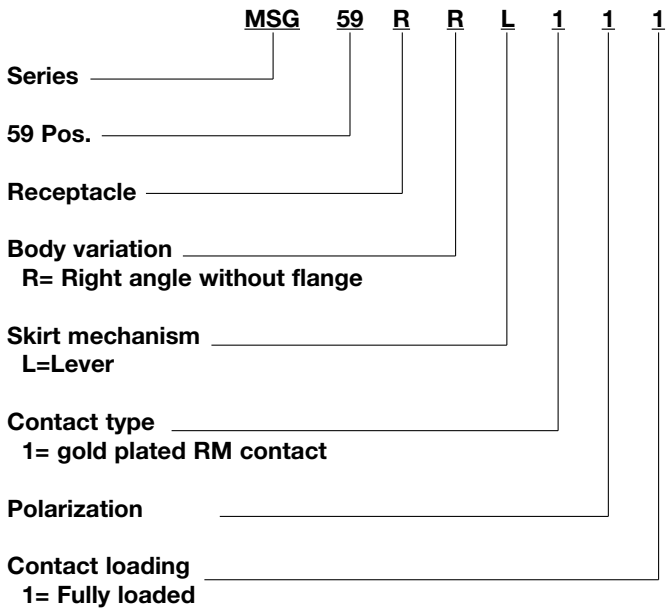 MSG 59 R R L 1 1 1
Series
59 Pos.
Receptacle
Body variation
R= Right angle without flange
Skirt mechanism
L=Lever
Contact type
1= gold plated RM contact
Polarization
Contact loading
1= Fully loaded